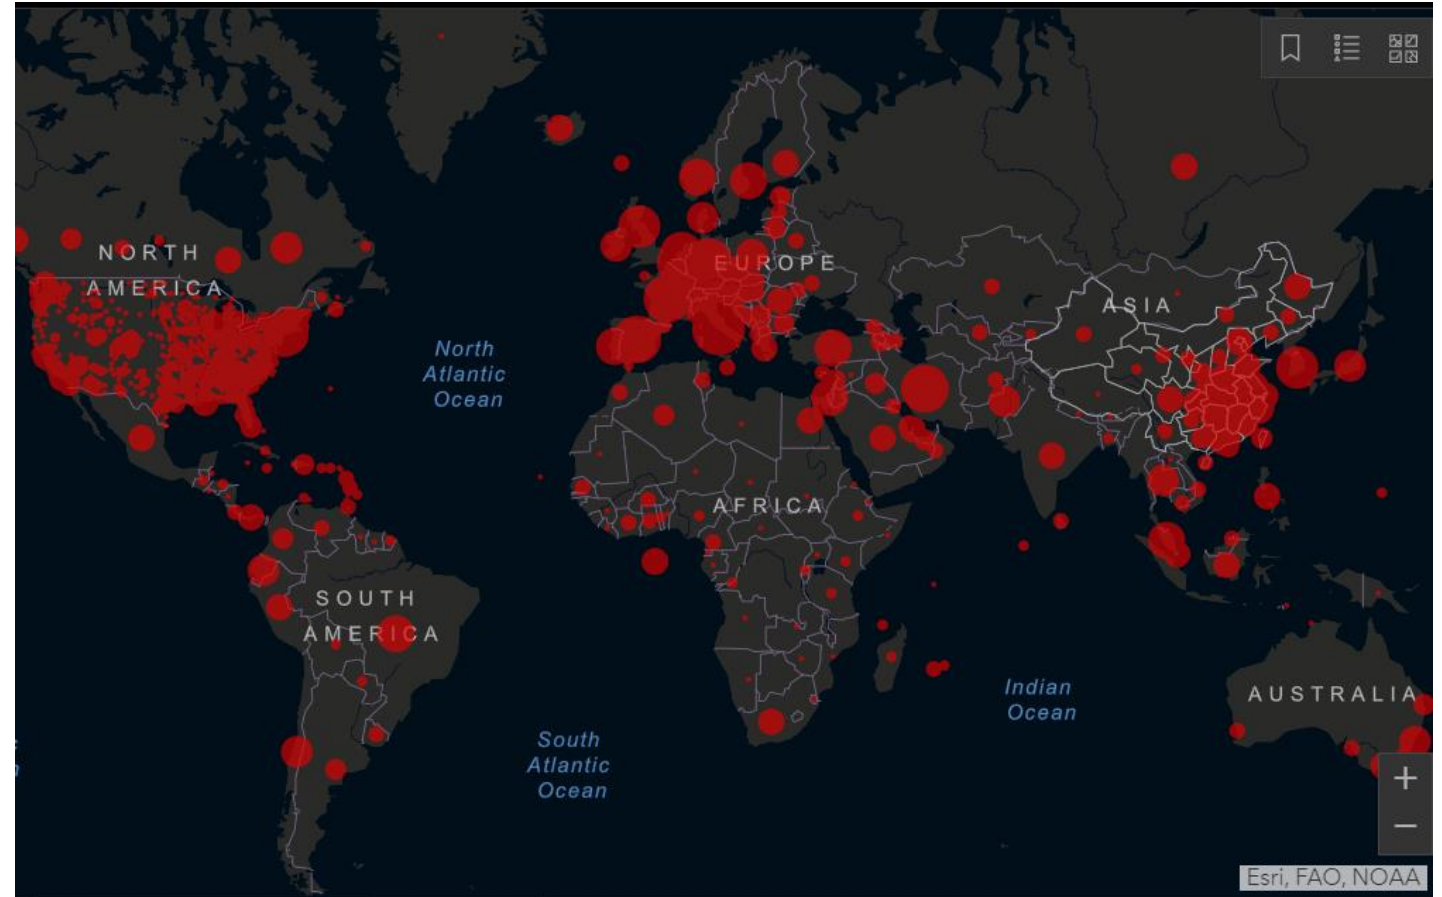 NORTH
AMERICA
EUROPE
ASIA
North
Atlantic
Ocean
AFRICA
SOUTH
AMERICA
Indian
Ocean
AUSTRALIA
South
Atlantic
Ocean
+
−
Esri, FAO, NOAA